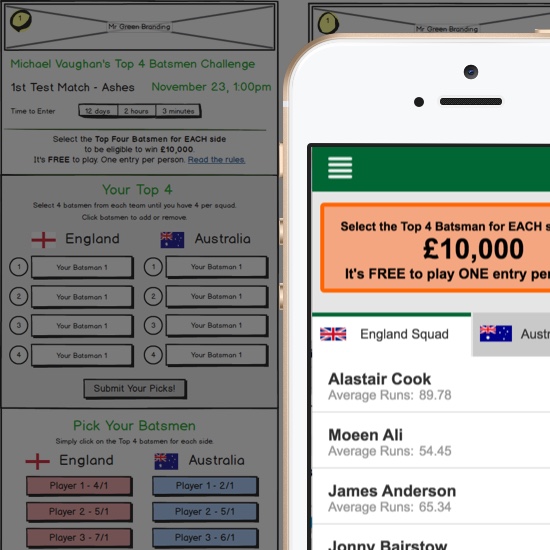 1
Mr Green Branding
Michael Vaughan's Top 4 Batsmen Challenge
1st Test Match - Ashes November 23, 1:00pm
Time to Enter 12 days 2 hours 3 minutes
Select the Top Four Batsmen for EACH side
to be eligible to win £10,000.
It's FREE to play. One entry per person. Read the rules.
Your Top 4
Select 4 batsmen from each team until you have 4 per squad.
Click batsmen to add or remove.
England Australia
1 Your Batsman 1 1 Your Batsman 1
2 Your Batsman 1 2 Your Batsman 1
3 Your Batsman 1 3 Your Batsman 1
4 Your Batsman 1 4 Your Batsman 1
Submit Your Picks!
Pick Your Batsmen
Simply click on the Top 4 batsmen for each side.
England Australia
Player 1 - 4/1 Player 1 - 2/1
Player 2 - 5/1 Player 2 - 5/1
Player 3 - 7/1 Player 3 - 6/1
1
Mr Green Branding
Select the Top 4 Batsman for EACH s
£10,000
It's FREE to play ONE entry per
England Squad Austr
Alastair Cook
Average Runs: 89.78
Moeen Ali
Average Runs: 54.45
James Anderson
Average Runs: 65.34
Jonny Bairstow